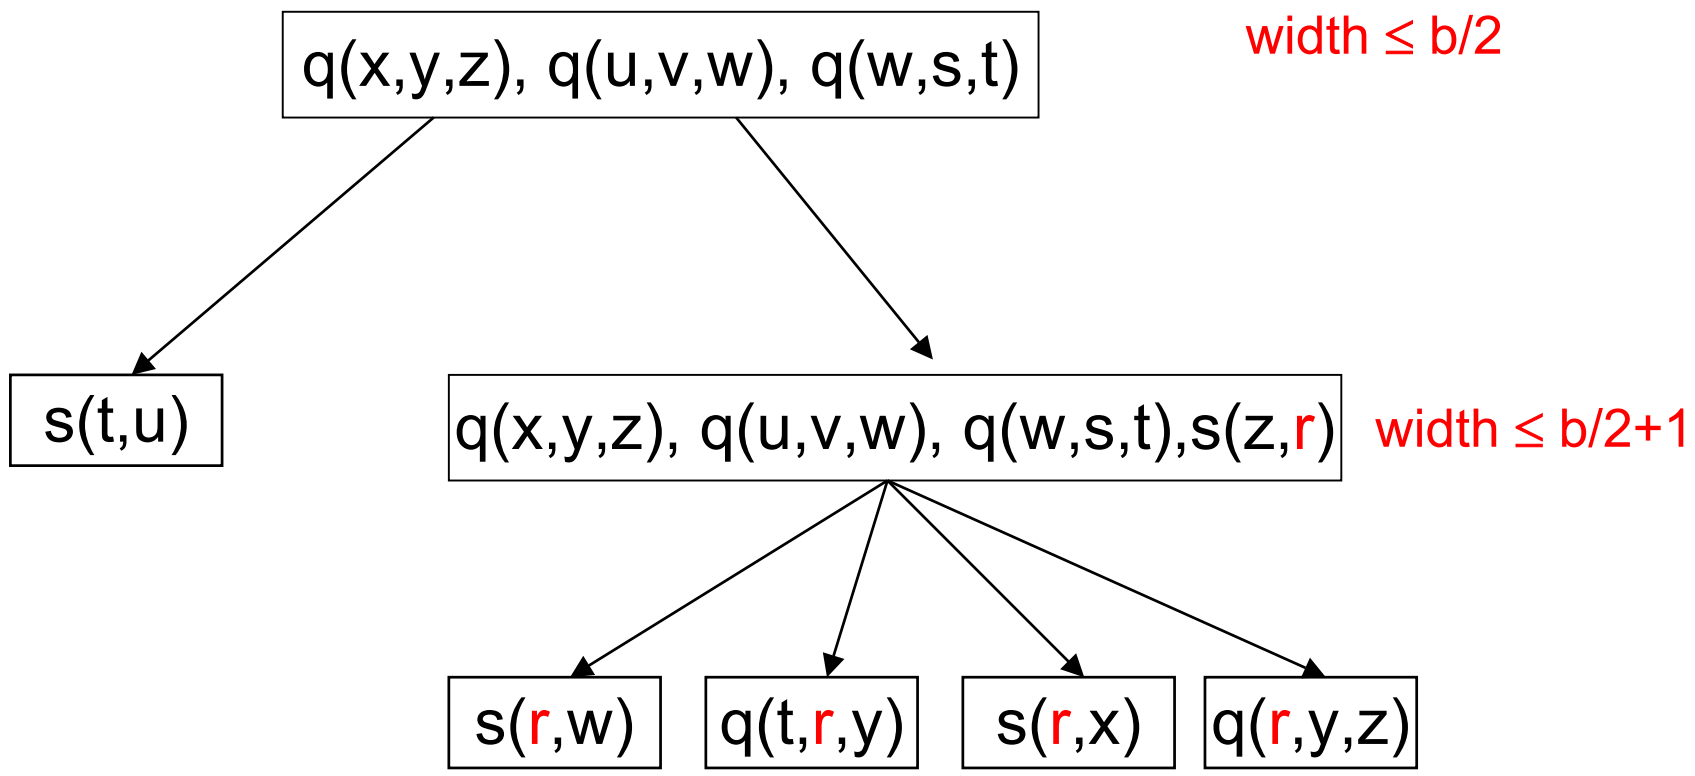 q(x,y,z), q(u,v,w), q(w,s,t)
width ≤ b/2
s(t,u)
q(x,y,z), q(u,v,w), q(w,s,t),s(z,r)
width ≤ b/2+1
s(r,w)
q(t,r,y)
s(r,x)
q(r,y,z)